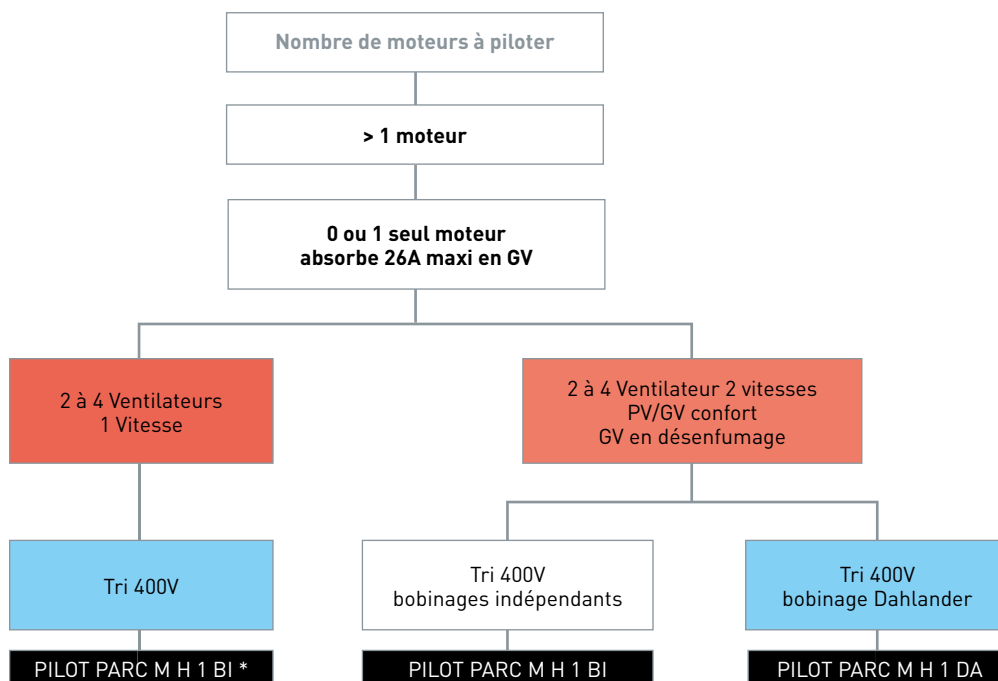 Nombre de moteurs à piloter
> 1 moteur
0 ou 1 seul moteur
absorbe 26A maxi en GV
2 à 4 Ventilateurs
1 Vitesse
2 à 4 Ventilateur 2 vitesses
PV/GV confort
GV en désenfumage
Tri 400V
Tri 400V
bobinages indépendants
Tri 400V
bobinage Dahlander
PILOT PARC M H 1 BI *
PILOT PARC M H 1 BI
PILOT PARC M H 1 DA